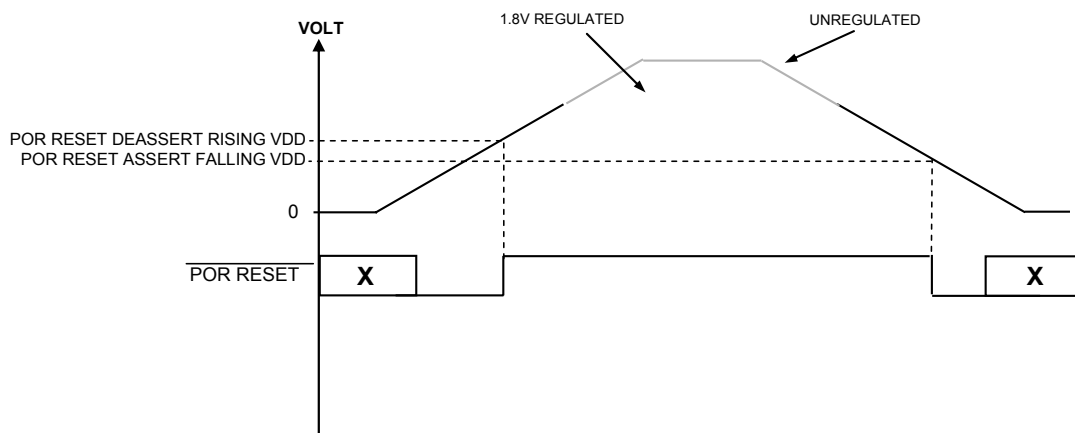 1.8V REGULATED
UNREGULATED
VOLT
POR RESET DEASSERT RISING VDD
POR RESET ASSERT FALLING VDD
0
POR RESET
X
X